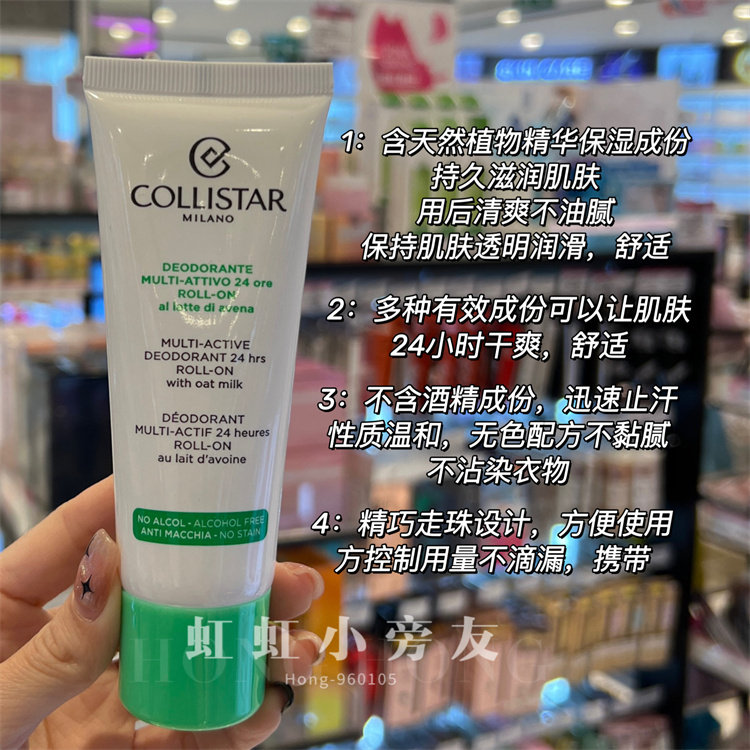 COLLISTAR
MILANO
DEODORANTE
MULTI-ATTIVO 24 ore
ROLL-ON
al latte di avena
MULTI-ACTIVE
DEODORANT 24 hrs
ROLL-ON
with oat milk
DÉODORANT
MULTI-ACTIF 24 heures
ROLL-ON
au lait d'avoine
NO ALCOL - ALCOHOL FREE
ANTI MACCHIA - NO STAIN
1：含天然植物精华保湿成份
持久滋润肌肤
用后清爽不油腻
保持肌肤透明润滑，舒适
2：多种有效成份可以让肌肤
24小时干爽，舒适
3：不含酒精成份，迅速止汗
性质温和，无色配方不黏腻
不沾染衣物
4：精巧走珠设计，方便使用
方控制用量不滴漏，携带
虹虹小旁友
HONG HONG
Hong-960105